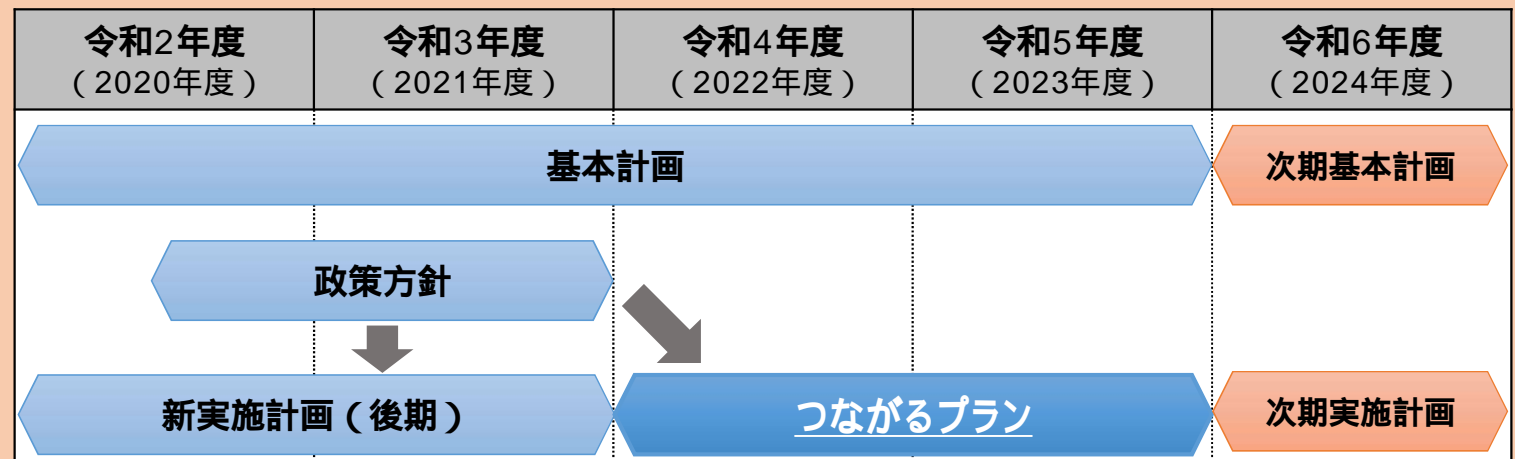 令和2年度 令和3年度 令和4年度 令和5年度 令和6年度
（2020年度） （2021年度） （2022年度） （2023年度） （2024年度）
基本計画 次期基本計画
政策方針
新実施計画（後期） つながるプラン 次期実施計画